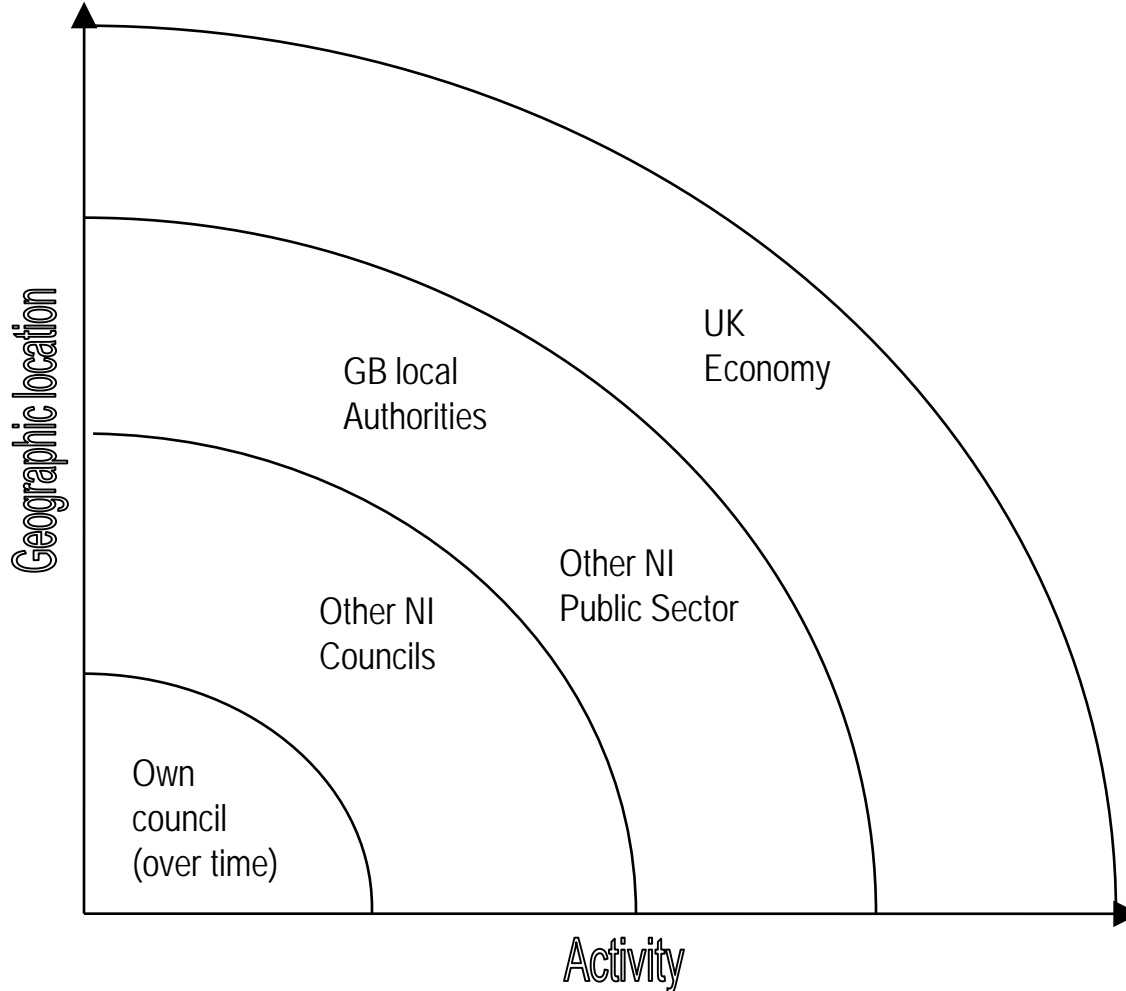 Geographic location
UK
Economy
GB local
Authorities
Other NI
Public Sector
Other NI
Councils
Own
council
(over time)
Activity